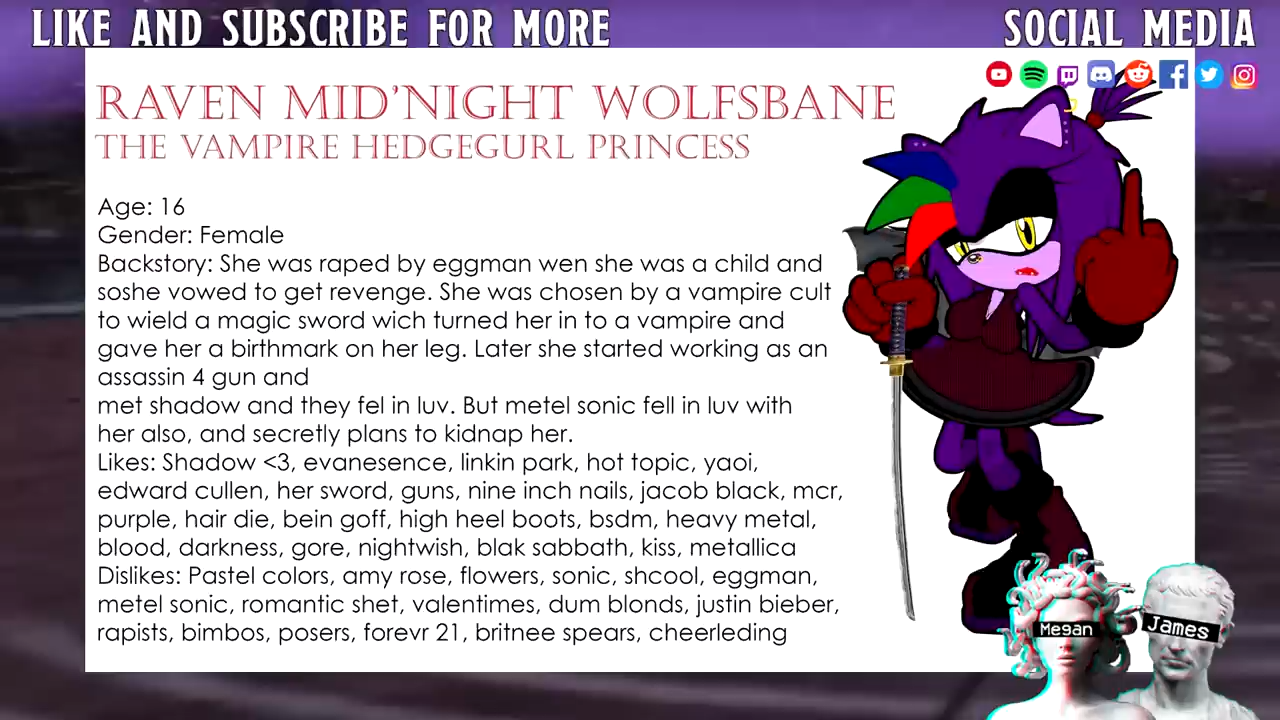 LIKE AND SUBSCRIBE FOR MORE
SOCIAL MEDIA
RAVEN MID'NIGHT WOLFSBANE
THE VAMPIRE HEDGEGURL PRINCESS
Age: 16
Gender: Female
Backstory: She was raped by eggman wen she was a child and
soshe vowed to get revenge. She was chosen by a vampire cult
to wield a magic sword wich turned her in to a vampire and
gave her a birthmark on her leg. Later she started working as an
assassin 4 gun and
met shadow and they fel in luv. But metel sonic fell in luv with
her also, and secretly plans to kidnap her.
Likes: Shadow <3, evanesence, linkin park, hot topic, yaoi,
edward cullen, her sword, guns, nine inch nails, jacob black, mcr,
purple, hair die, bein goff, high heel boots, bsdm, heavy metal,
blood, darkness, gore, nightwish, blak sabbath, kiss, metallica
Dislikes: Pastel colors, amy rose, flowers, sonic, shcool, eggman,
metel sonic, romantic shet, valentimes, dum blonds, justin bieber,
rapists, bimbos, posers, forevr 21, britnee spears, cheerleding
Megan
James